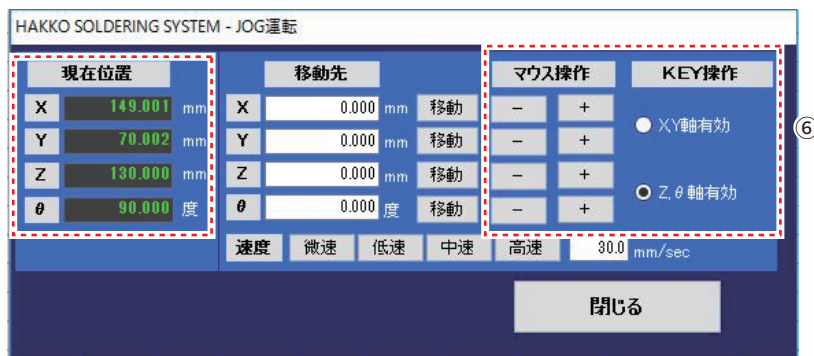 HAKKO SOLDERING SYSTEM - JOG運転
現在位置 移動先 マウス操作 KEY操作
X 149.001 mm X 0.000 mm 移動 - +
Y 70.002 mm Y 0.000 mm 移動 - + X,Y軸有効 ⑥
Z 130.000 mm Z 0.000 mm 移動 - +
θ 90.000 度 θ 0.000 度 移動 - + Z,θ軸有効
速度 微速 低速 中速 高速 30.0 mm/sec
閉じる